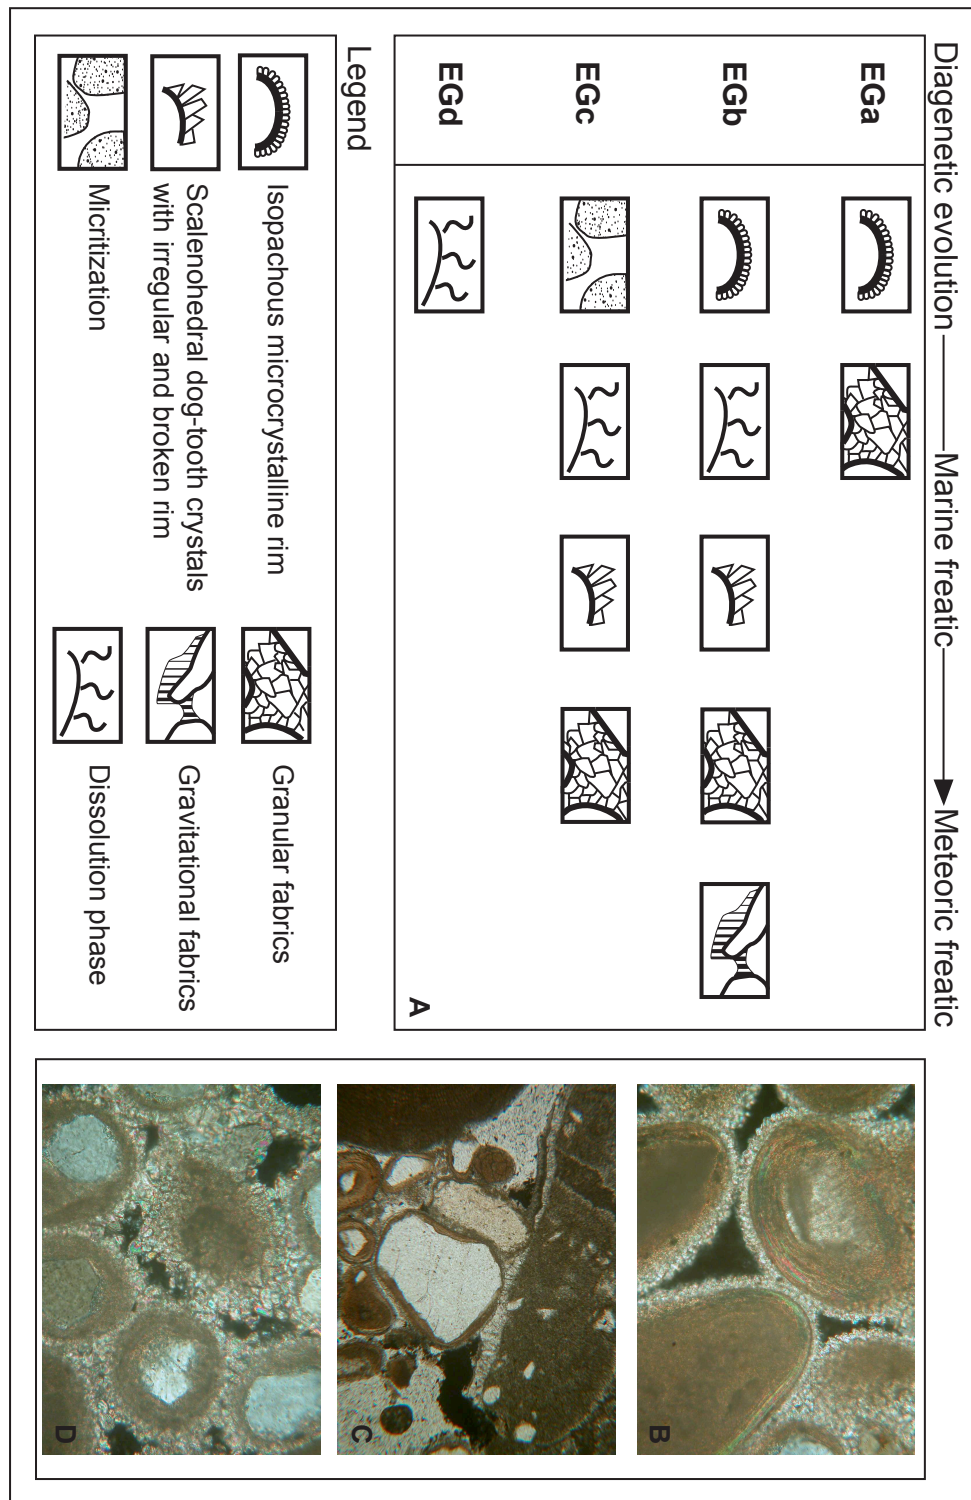 Diagenetic evolution
Marine freatic
Meteoric freatic
EGa
EGb
EGc
EGd
A
Legend
Isopachous microcrystalline rim
Scalenohedral dog-tooth crystals
with irregular and broken rim
Micritization
Granular fabrics
Gravitational fabrics
Dissolution phase
B
C
D